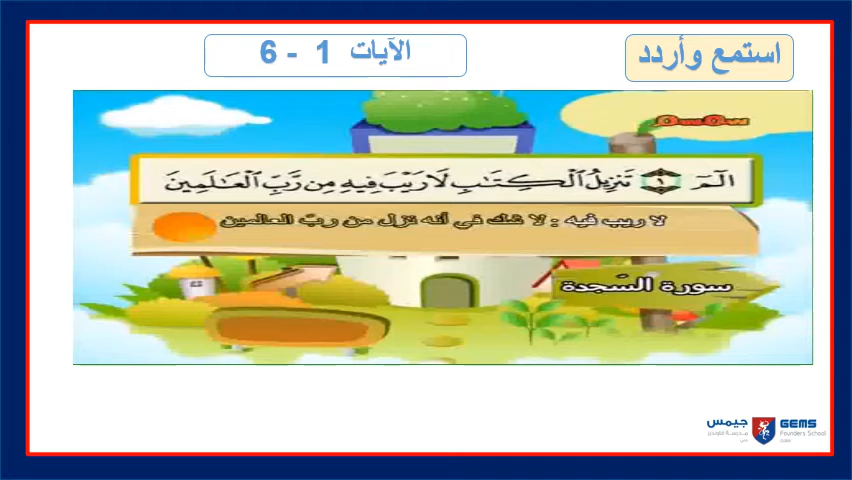 استمع وأردد
الآيات 1 - 6
سمسم
الٓمٓ ١ تَنزِيلُ ٱلْكِتَـٰبِ لَا رَيْبَ فِيهِ مِن رَّبِّ ٱلْعَـٰلَمِينَ
لا ريب فيه : لا شك في أنه نزل من ربّ العالمين
سورة السّجدة
جيمس GEMS
Founders School